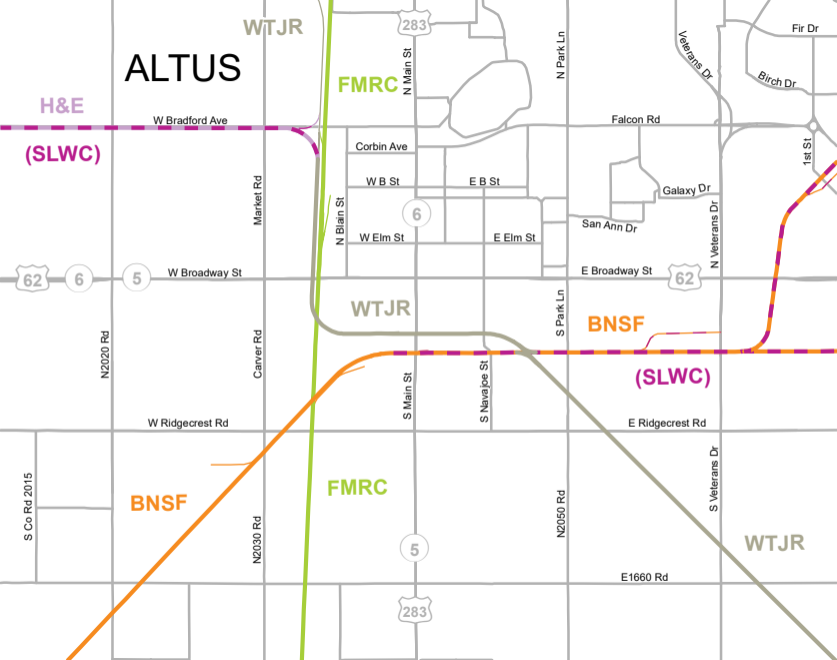 WTJR
283
Fir Dr
N Main St
N Park Ln
Veterans Dr
ALTUS
FMRC
Birch Dr
H&E
W Bradford Ave
Falcon Rd
(SLWC)
Corbin Ave
1st St
W B St
E B St
Galaxy Dr
Market Rd
N Blain St
6
San Ann Dr
N Veterans Dr
W Elm St
E Elm St
62
6
5
W Broadway St
E Broadway St
62
WTJR
S Park Ln
BNSF
N2020 Rd
Carver Rd
(SLWC)
S Main St
S Navajoe St
W Ridgecrest Rd
E Ridgecrest Rd
S Co Rd 2015
BNSF
FMRC
S Veterans Dr
N2030 Rd
N2050 Rd
5
WTJR
E1660 Rd
283